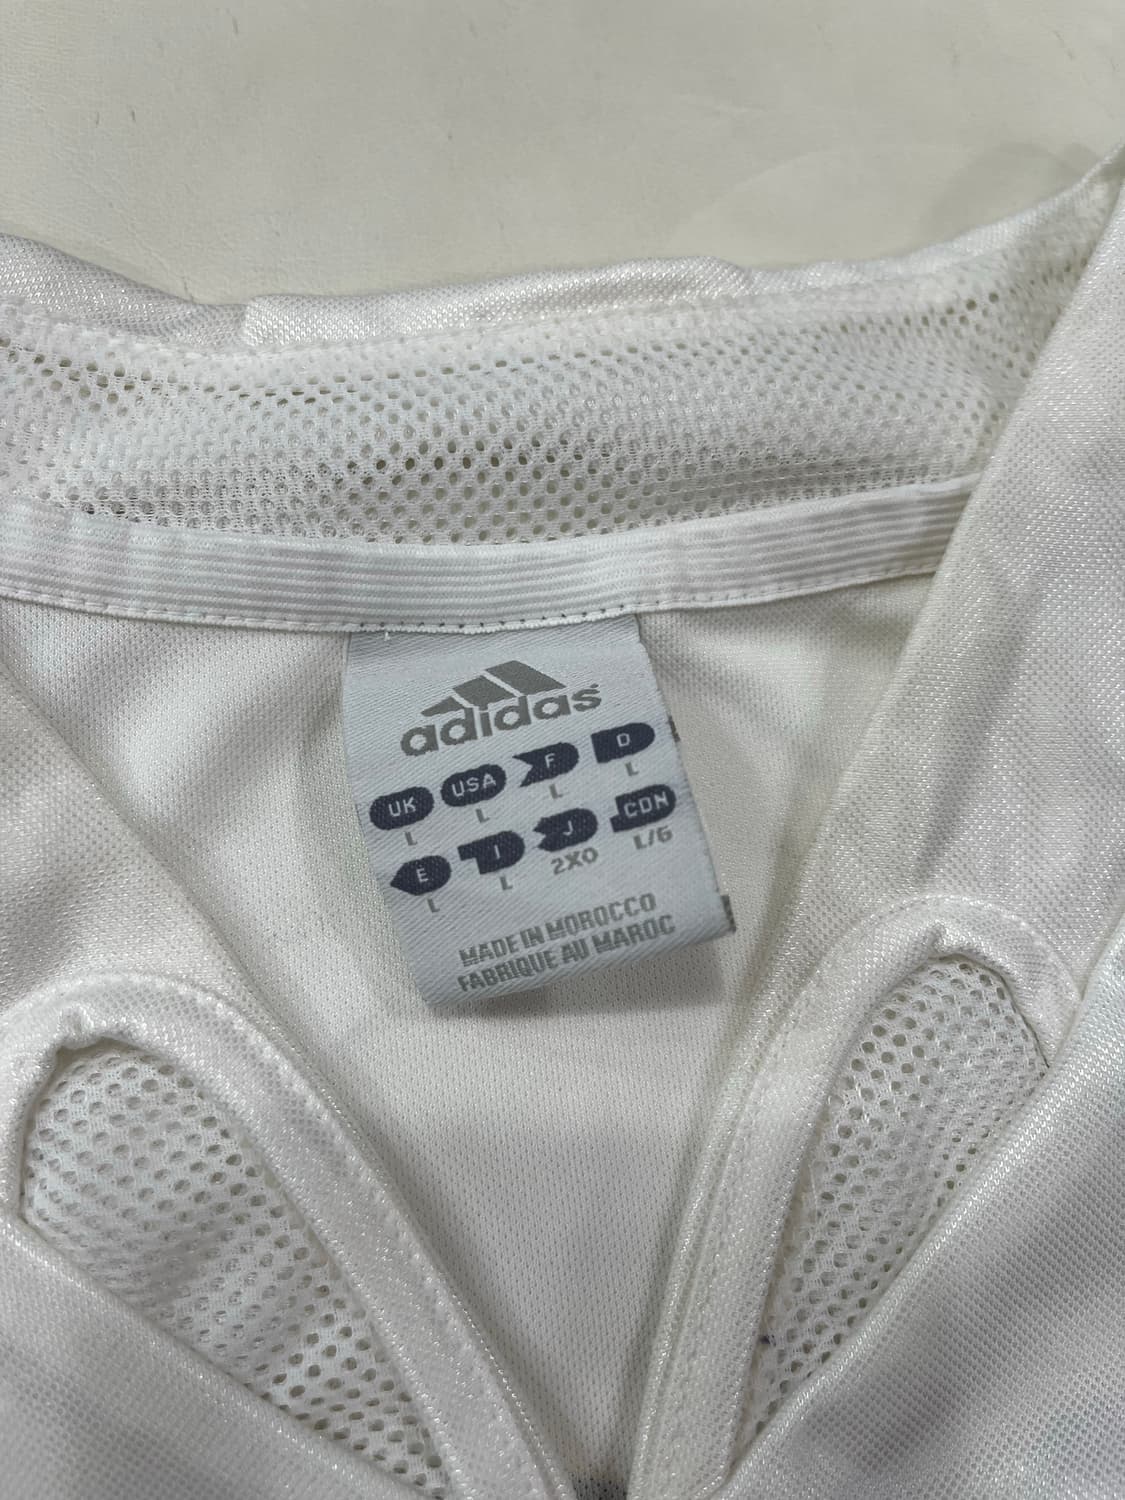 adidas
UK USA F D
L L L L
E I J CDN
L L 2XO L/G
MADE IN MOROCCO
FABRIQUE AU MAROC